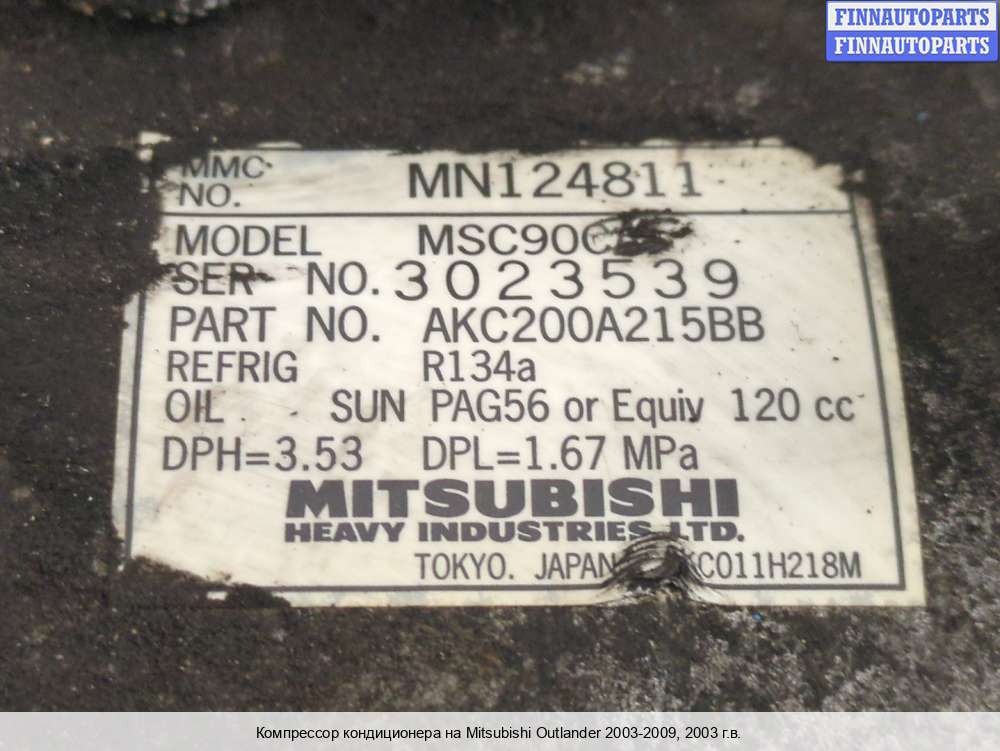 FINNAUTOPARTS
FINNAUTOPARTS
MMC NO. MN124811
MODEL MSC90C
SER NO. 3023539
PART NO. AKC200A215BB
REFRIG R134a
OIL SUN PAG56 or Equiv 120 cc
DPH=3.53 DPL=1.67 MPa
MITSUBISHI
HEAVY INDUSTRIES, LTD.
TOKYO. JAPAN C011H218M
Компрессор кондиционера на Mitsubishi Outlander 2003-2009, 2003 г.в.